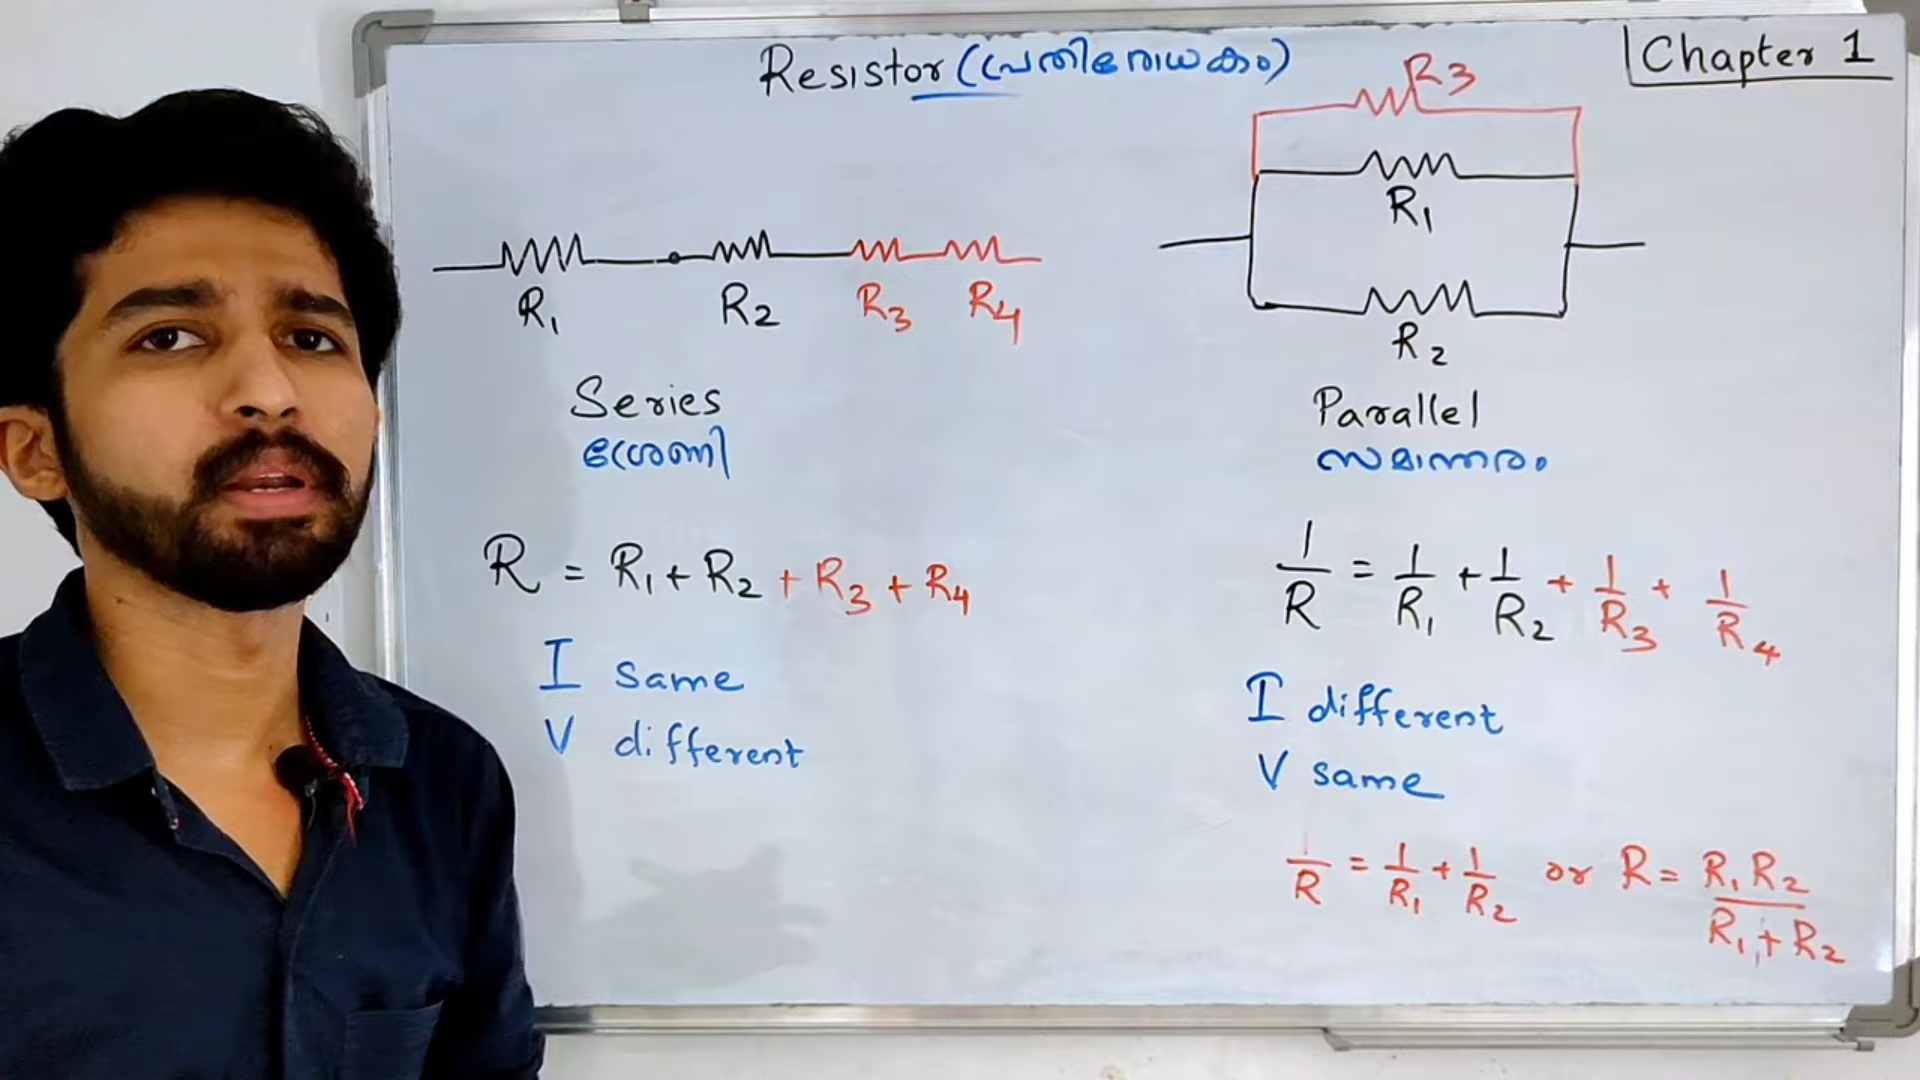 Resistor (പ്രതിരോധകം)
Chapter 1
R₁ R₂ R₃ R₄
Series
ശ്രേണി
R = R₁ + R₂ + R₃ + R₄
I same
V different
R3
R₁
R₂
Parallel
സമാന്തരം
1/R = 1/R₁ + 1/R₂ + 1/R₃ + 1/R₄
I different
V same
1/R = 1/R₁ + 1/R₂ or R = R₁R₂/R₁+R₂